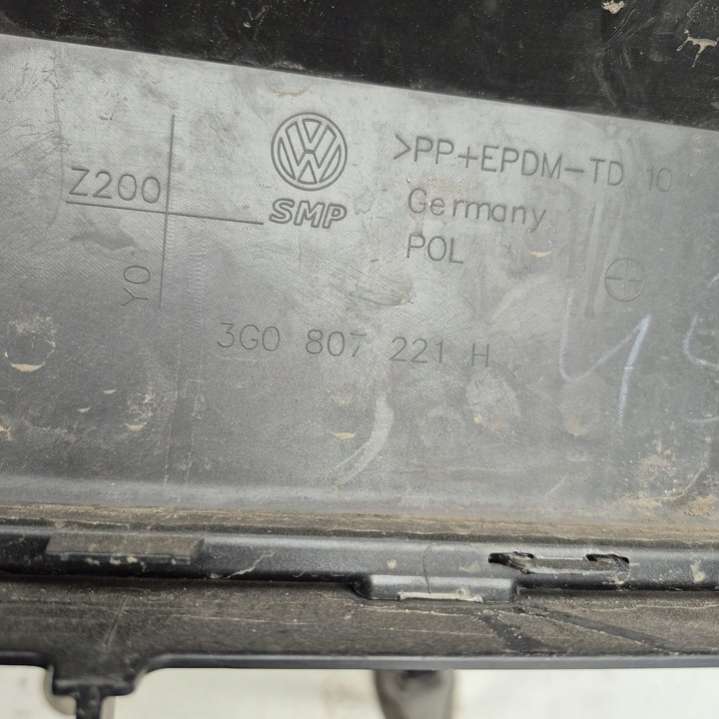 >PP+EPDM-TD 10
Z200
SMP
Germany
POL
YO
3G0 807 221 H